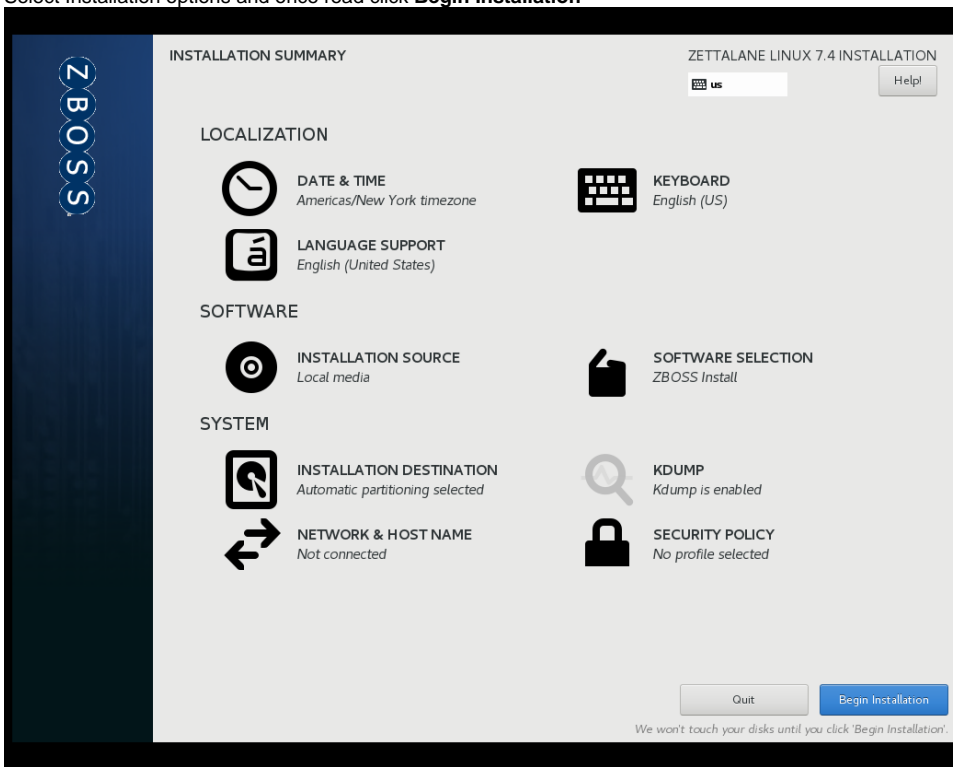 Select installation options and once read click Begin Installation
ZBOSS
INSTALLATION SUMMARY
ZETTALANE LINUX 7.4 INSTALLATION
us
Help!
LOCALIZATION
DATE & TIME
Americas/New York timezone
KEYBOARD
English (US)
á
LANGUAGE SUPPORT
English (United States)
SOFTWARE
INSTALLATION SOURCE
Local media
SOFTWARE SELECTION
ZBOSS Install
SYSTEM
INSTALLATION DESTINATION
Automatic partitioning selected
KDUMP
Kdump is enabled
NETWORK & HOST NAME
Not connected
SECURITY POLICY
No profile selected
Quit
Begin Installation
We won't touch your disks until you click 'Begin Installation'.